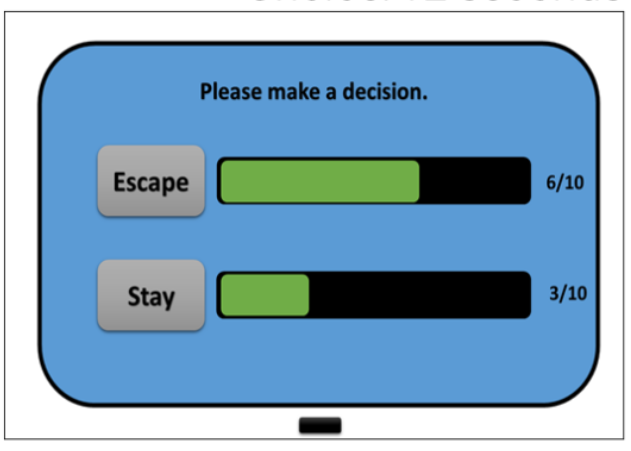 Please make a decision.
Escape 6/10
Stay 3/10